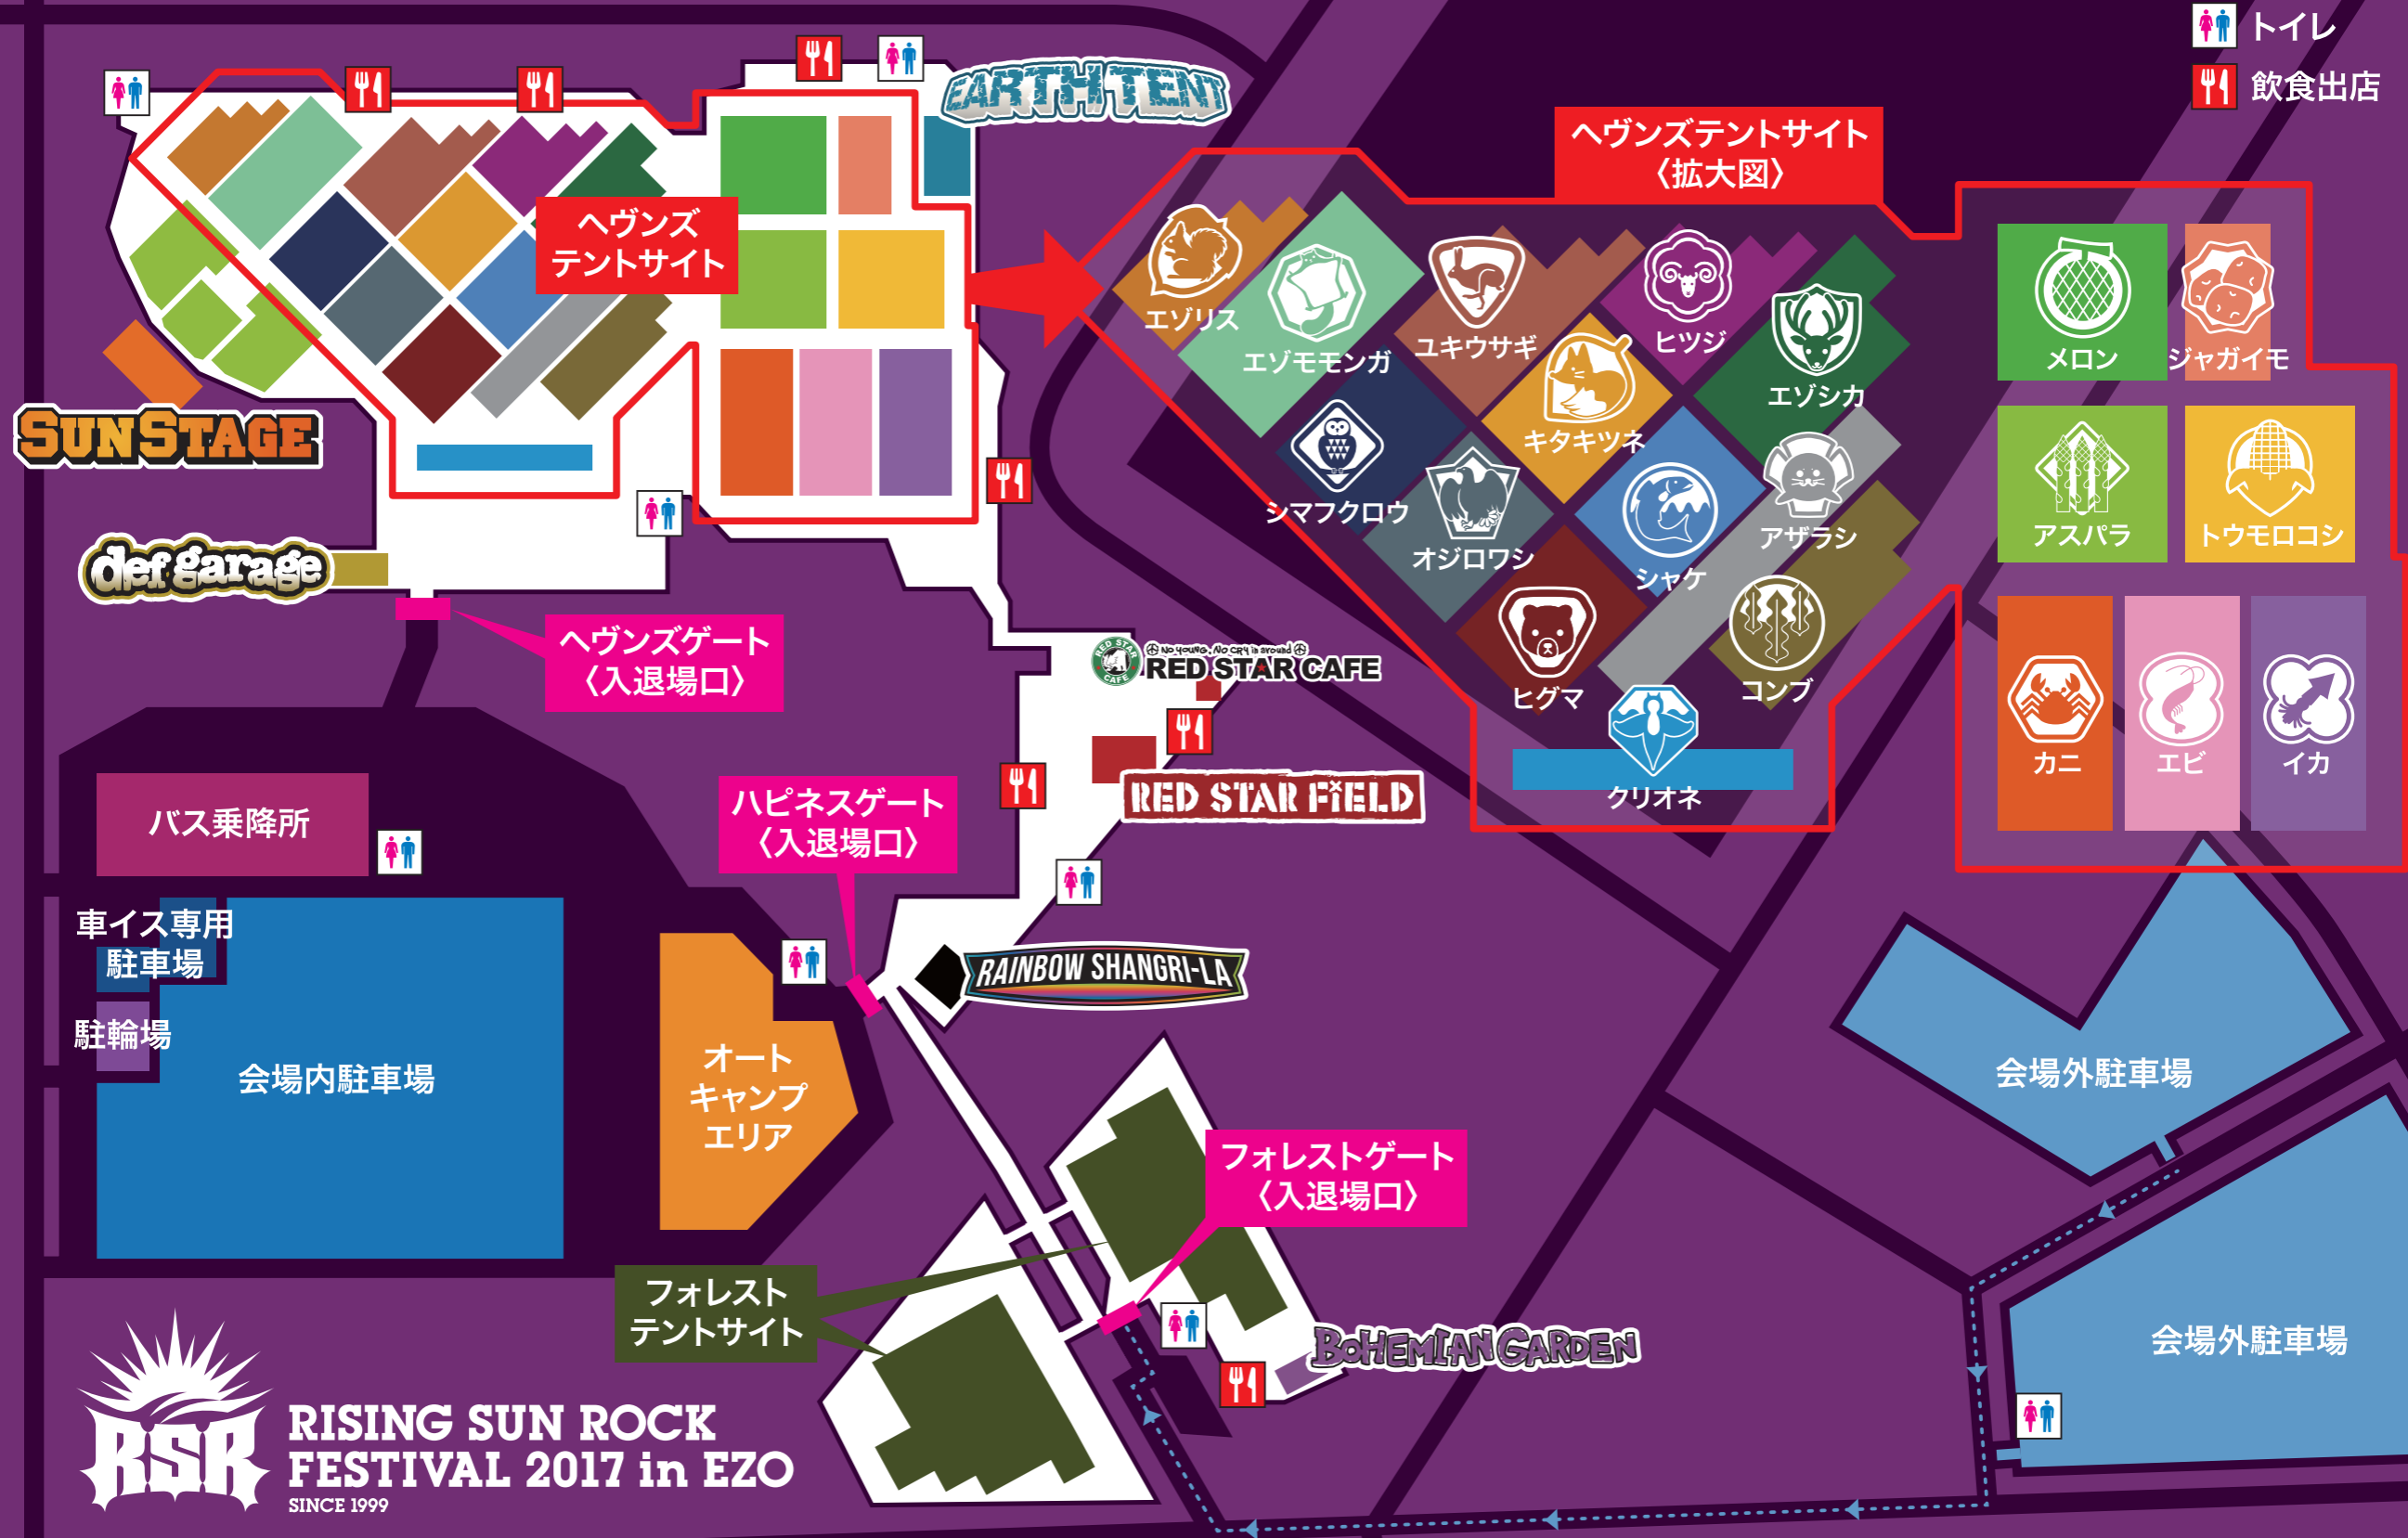 トイレ
飲食出店
EARTH TENT
ヘヴンズテントサイト
〈拡大図〉
ヘヴンズ
テントサイト
エゾリス
エゾモモンガ
ユキウサギ
ヒツジ
エゾシカ
キタキツネ
シマフクロウ
オジロワシ
シャケ
アザラシ
ヒグマ
コンブ
クリオネ
メロン
ジャガイモ
アスパラ
トウモロコシ
カニ
エビ
イカ
SUN STAGE
def garage
ヘヴンズゲート
〈入退場口〉
RED STAR CAFE
No young, No cry in around
RED STAR CAFE
RED STAR FiELD
ハピネスゲート
〈入退場口〉
バス乗降所
車イス専用
駐車場
駐輪場
会場内駐車場
オート
キャンプ
エリア
RAINBOW SHANGRI-LA
会場外駐車場
フォレストゲート
〈入退場口〉
フォレスト
テントサイト
BOHEMIAN GARDEN
会場外駐車場
RSR
RISING SUN ROCK
FESTIVAL 2017 in EZO
SINCE 1999